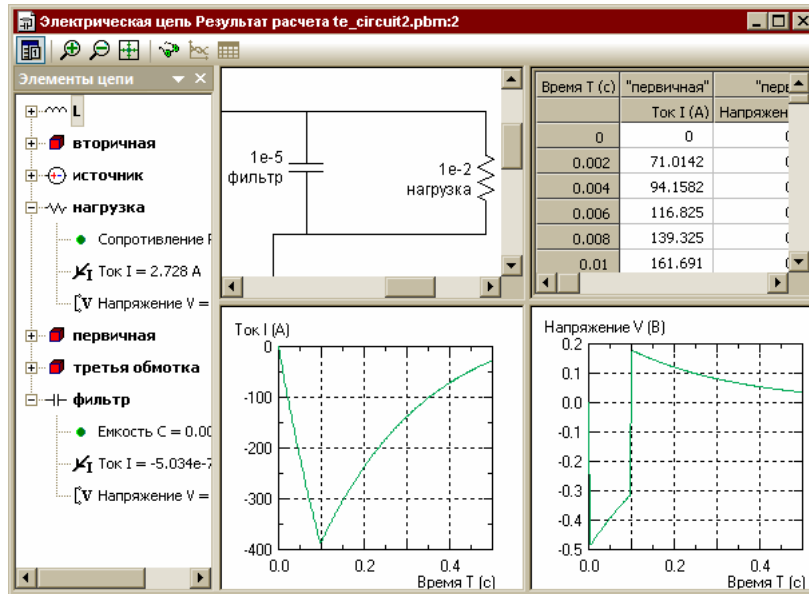 Электрическая цепь Результат расчета te_circuit2.pbm:2
Элементы цепи
L
вторичная
источник
нагрузка
Сопротивление
Ток I = 2.728 A
Напряжение V =
первичная
третья обмотка
фильтр
Емкость C = 0.00
Ток I = -5.034e-7
Напряжение V =
1e-5
фильтр
1e-2
нагрузка
Время T (с) "первичная"
Ток I (A) Напряжен
0 0
0.002 71.0142
0.004 94.1582
0.006 116.825
0.008 139.325
0.01 161.691
Ток I (A)
0
-100
-200
-300
-400
0.0 0.2 0.4
Время T (с)
Напряжение V (В)
0.2
0.1
0.0
-0.1
-0.2
-0.3
-0.4
-0.5
0.0 0.2 0.4
Время T (с)